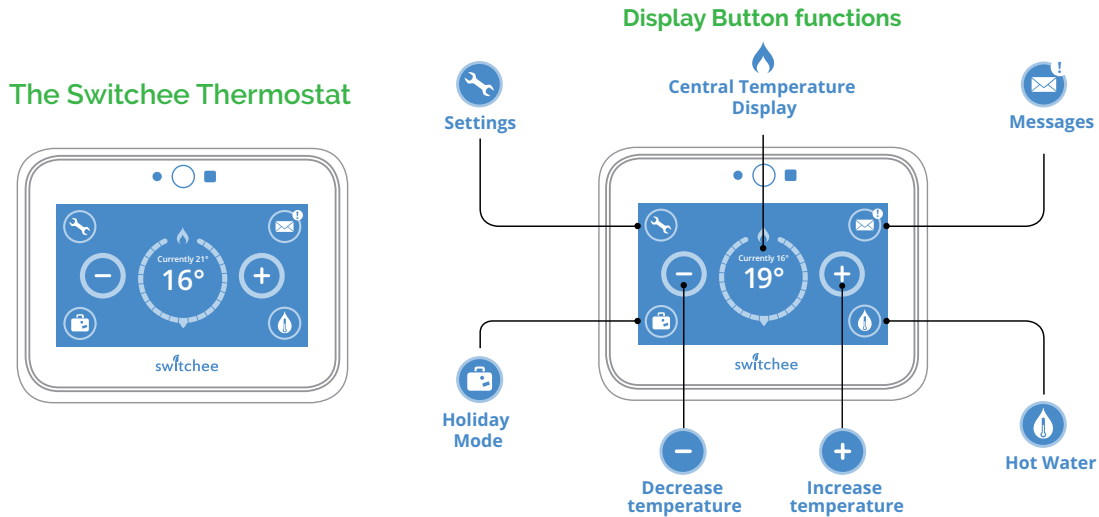 Display Button functions
The Switchee Thermostat
Central Temperature
Display
Settings
Messages
!
!
Currently 21°
16°
−
+
switchee
!
Currently 16°
19°
−
+
switchee
Holiday
Mode
−
Decrease
temperature
+
Increase
temperature
Hot Water